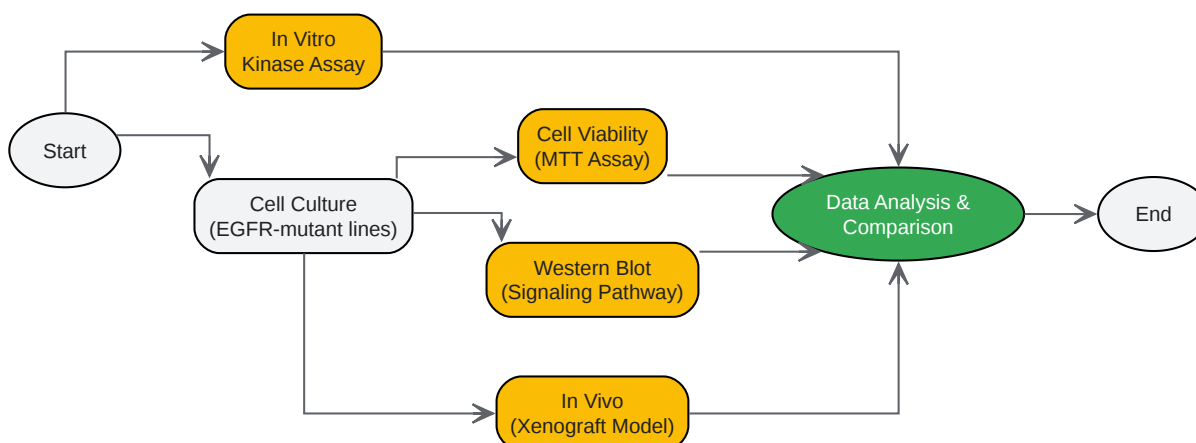 In Vitro
Kinase Assay
Start
Cell Viability
(MTT Assay)
Cell Culture
(EGFR-mutant lines)
Data Analysis &
Comparison
End
Western Blot
(Signaling Pathway)
In Vivo
(Xenograft Model)